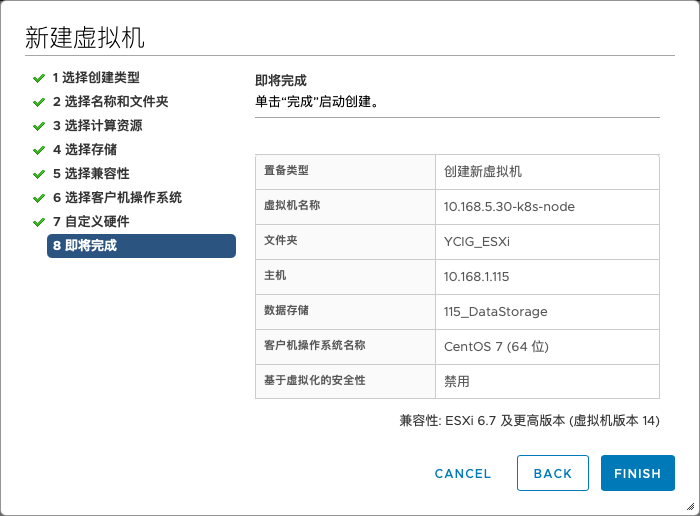 新建虚拟机
1 选择创建类型
2 选择名称和文件夹
3 选择计算资源
4 选择存储
5 选择兼容性
6 选择客户机操作系统
7 自定义硬件
8 即将完成
即将完成
单击“完成”启动创建。
置备类型 创建新虚拟机
虚拟机名称 10.168.5.30-k8s-node
文件夹 YCIG_ESXi
主机 10.168.1.115
数据存储 115_DataStorage
客户机操作系统名称 CentOS 7 (64 位)
基于虚拟化的安全性 禁用
兼容性: ESXi 6.7 及更高版本 (虚拟机版本 14)
CANCEL BACK FINISH